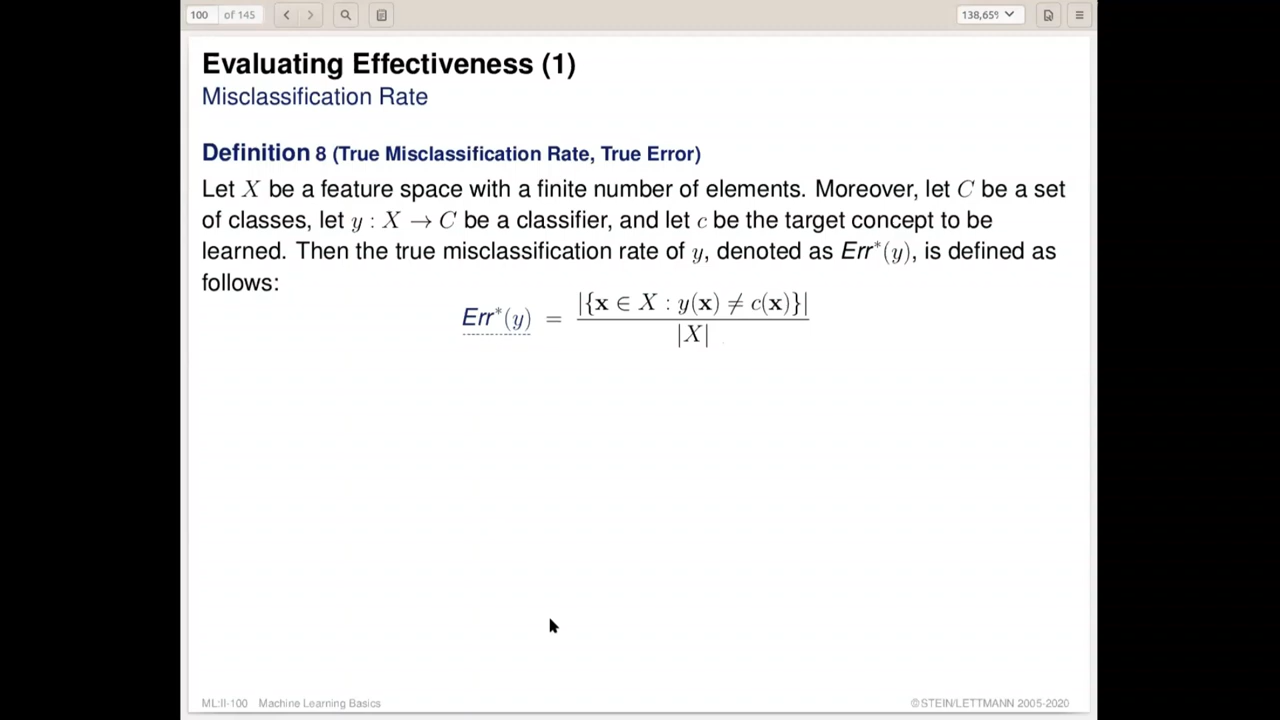 100 of 145
138,65%
Evaluating Effectiveness (1)
Misclassification Rate
Definition 8 (True Misclassification Rate, True Error)
Let X be a feature space with a finite number of elements. Moreover, let C be a set
of classes, let y : X → C be a classifier, and let c be the target concept to be
learned. Then the true misclassification rate of y, denoted as Err*(y), is defined as
follows:
Err*(y) = |{x ∈ X : y(x) ≠ c(x)}|
|X|
ML:II-100 Machine Learning Basics
©STEIN/LETTMANN 2005-2020